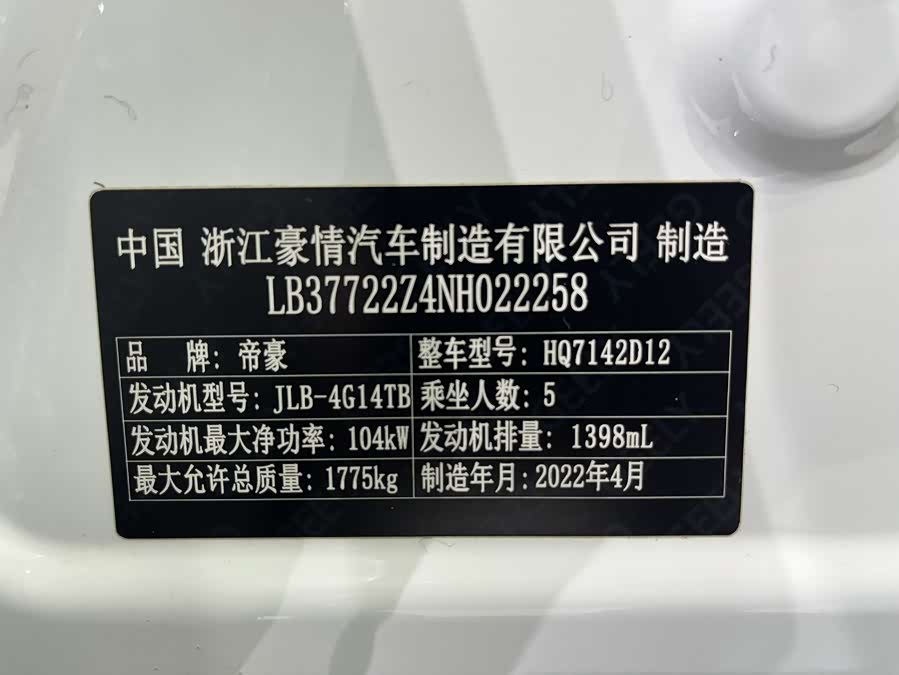 中国 浙江豪情汽车制造有限公司 制造
LB37722Z4NH022258
品 牌: 帝豪 整车型号: HQ7142D12
发动机型号: JLB-4G14TB 乘坐人数: 5
发动机最大净功率: 104kW 发动机排量: 1398mL
最大允许总质量: 1775kg 制造年月: 2022年4月